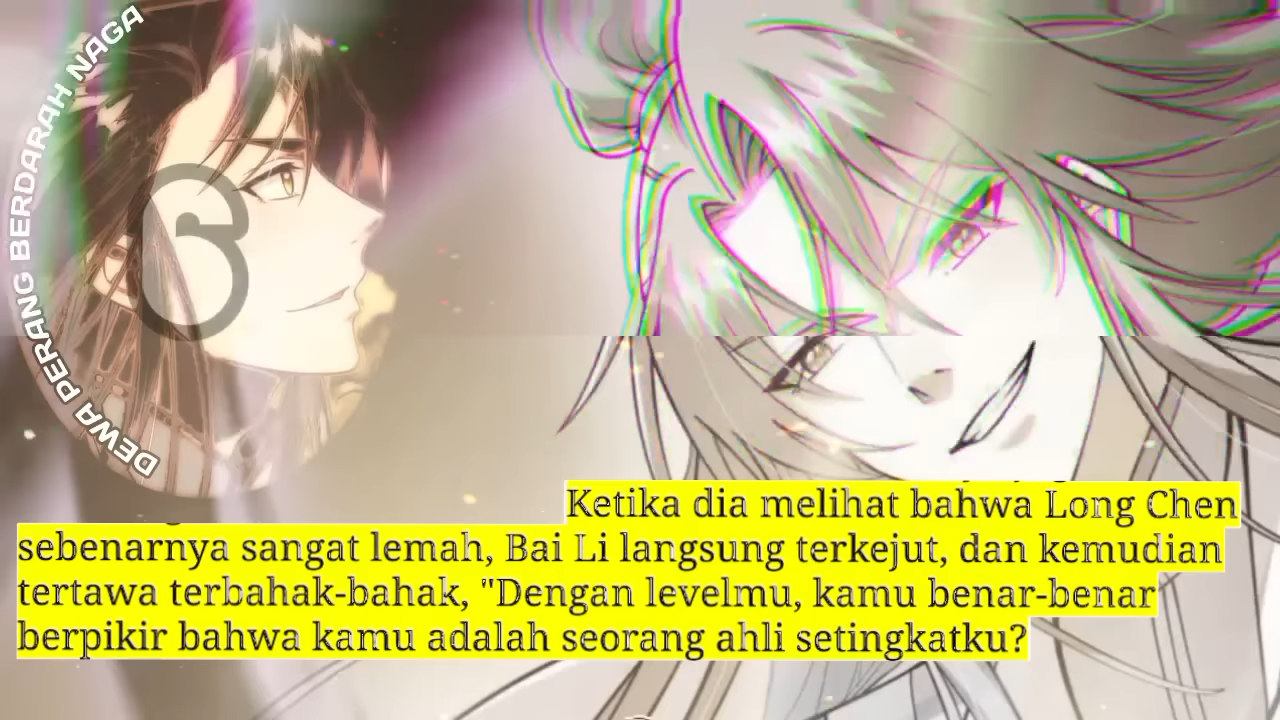 DEWA PERANG BERDARAH NAGA
6
Ketika dia melihat bahwa Long Chen
sebenarnya sangat lemah, Bai Li langsung terkejut, dan kemudian
tertawa terbahak-bahak, "Dengan levelmu, kamu benar-benar
berpikir bahwa kamu adalah seorang ahli setingkatku?